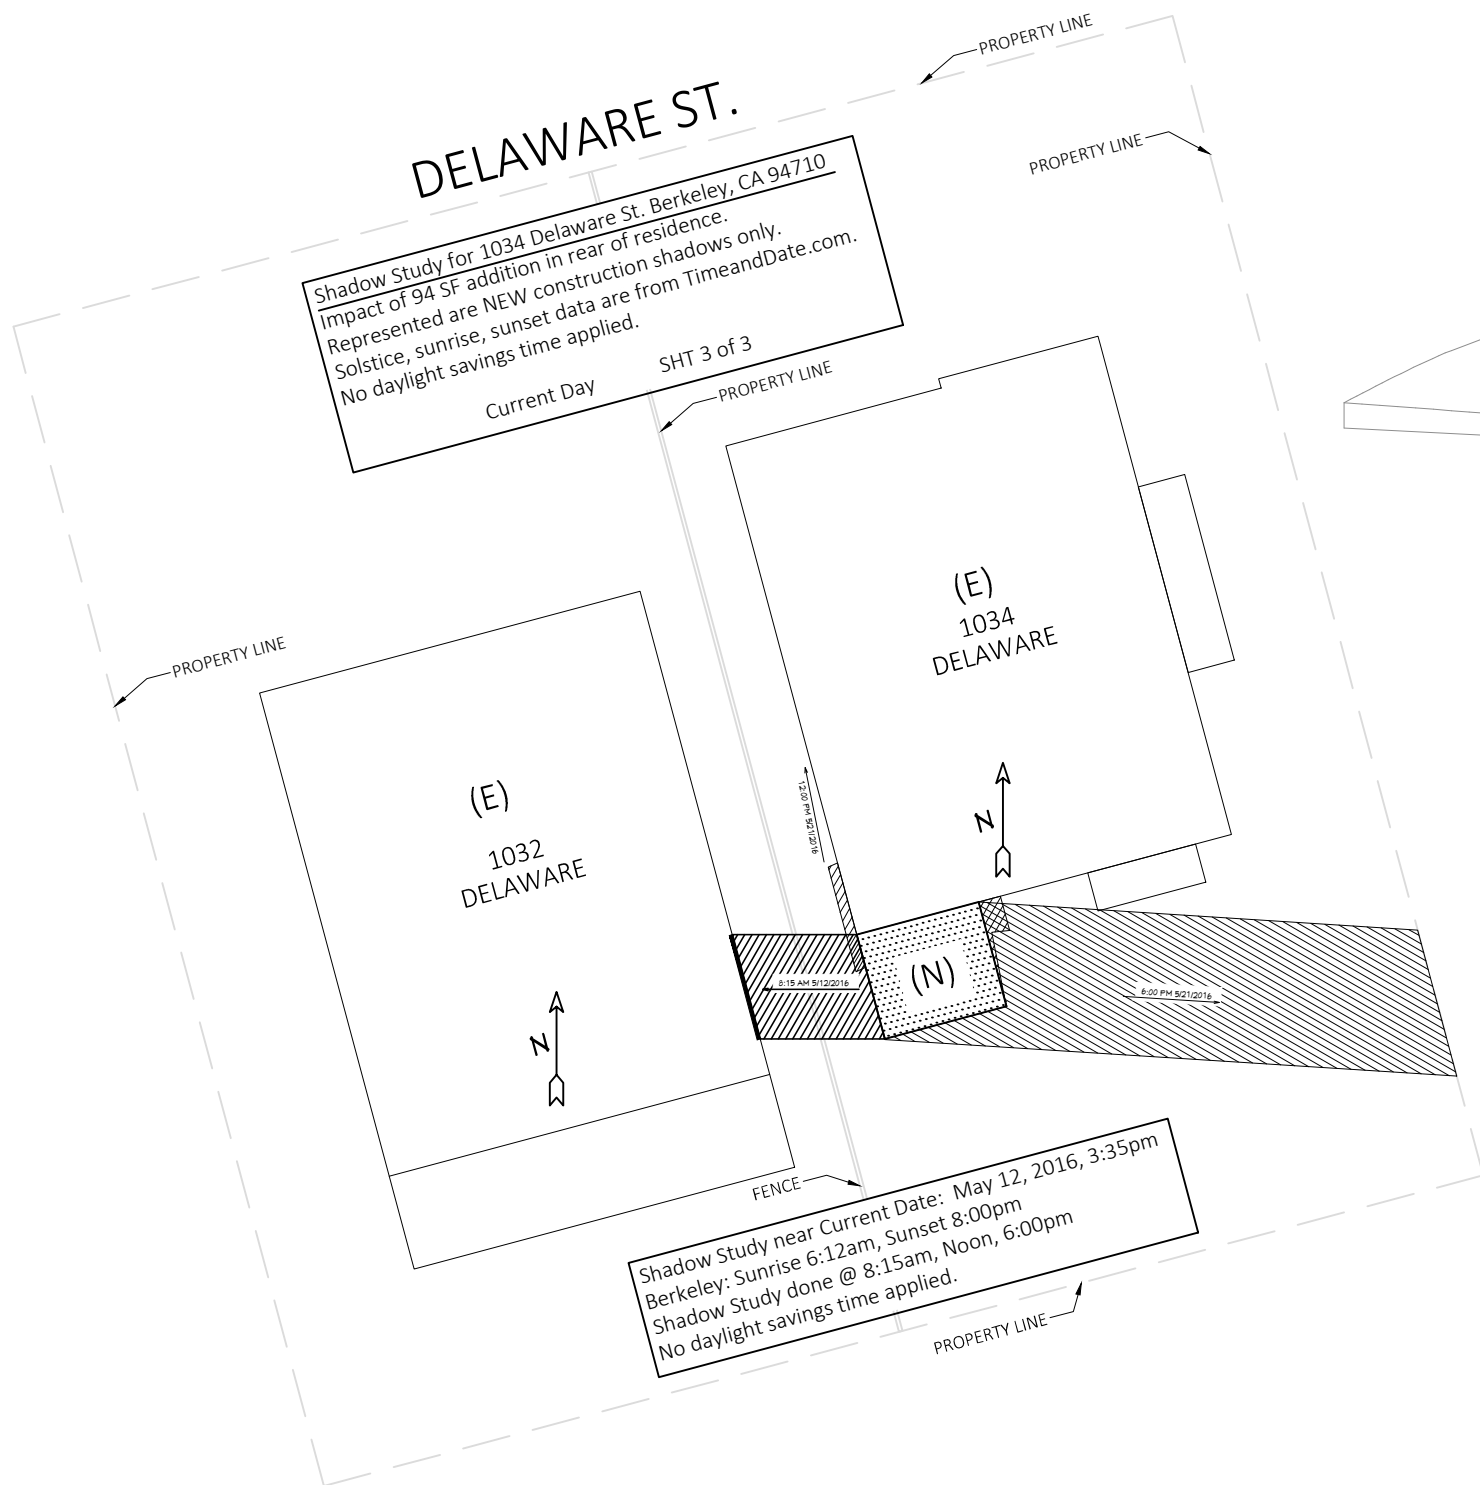 PROPERTY LINE
DELAWARE ST.
PROPERTY LINE
Shadow Study for 1034 Delaware St. Berkeley, CA 94710
Impact of 94 SF addition in rear of residence.
Represented are NEW construction shadows only.
Solstice, sunrise, sunset data are from TimeandDate.com.
No daylight savings time applied.
Current Day
SHT 3 of 3
PROPERTY LINE
(E)
1034
DELAWARE
PROPERTY LINE
(E)
1032
DELAWARE
12:00 PM 5/21/2016
N
(N)
8:15 AM 5/12/2016
6:00 PM 5/21/2016
N
FENCE
Shadow Study near Current Date: May 12, 2016, 3:35pm
Berkeley: Sunrise 6:12am, Sunset 8:00pm
Shadow Study done @ 8:15am, Noon, 6:00pm
No daylight savings time applied.
PROPERTY LINE